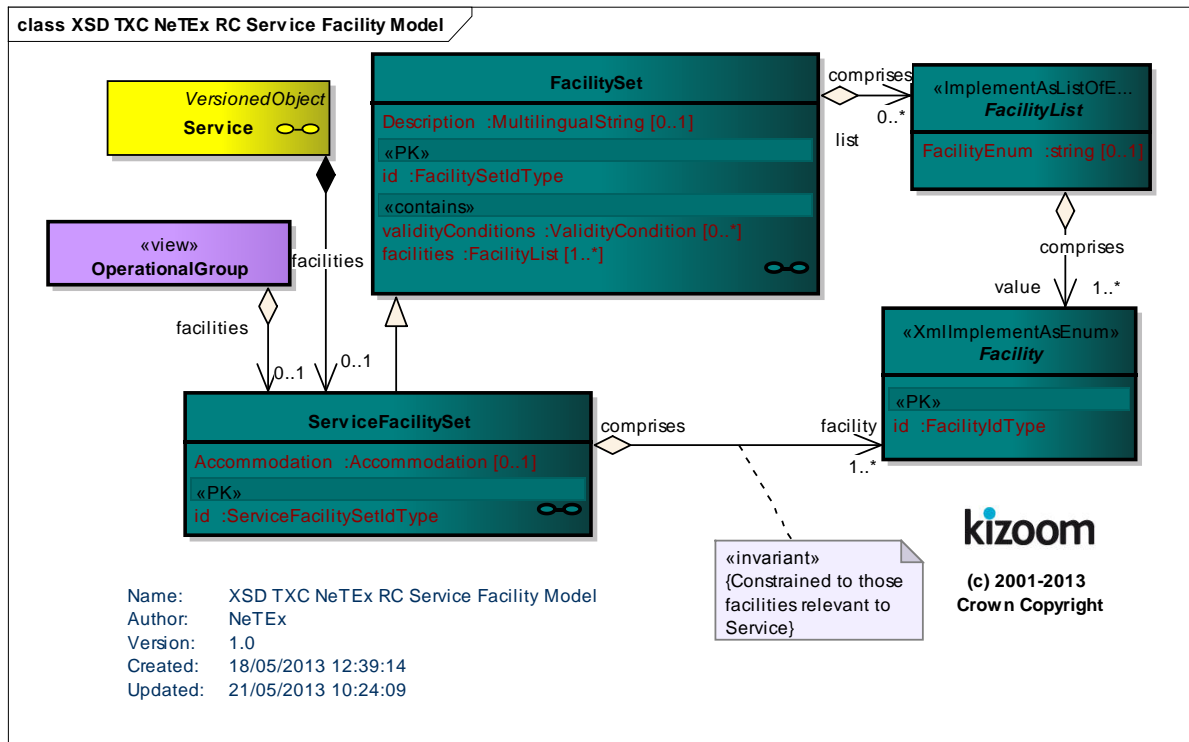 class XSD TXC NeTEx RC Service Facility Model
VersionedObject
Service
facilities
«view»
OperationalGroup
facilities
0..1
0..1
FacilitySet
Description :MultilingualString [0..1]
«PK»
id :FacilitySetIdType
«contains»
validityConditions :ValidityCondition [0..*]
facilities :FacilityList [1..*]
comprises
0..*
list
«ImplementAsListOfE...
FacilityList
FacilityEnum :string [0..1]
comprises
value
1..*
«XmlImplementAsEnum»
Facility
«PK»
id :FacilityIdType
ServiceFacilitySet
Accommodation :Accommodation [0..1]
«PK»
id :ServiceFacilitySetIdType
comprises
facility
1..*
«invariant»
{Constrained to those
facilities relevant to
Service}
kizoom
(c) 2001-2013
Crown Copyright
Name: XSD TXC NeTEx RC Service Facility Model
Author: NeTEx
Version: 1.0
Created: 18/05/2013 12:39:14
Updated: 21/05/2013 10:24:09